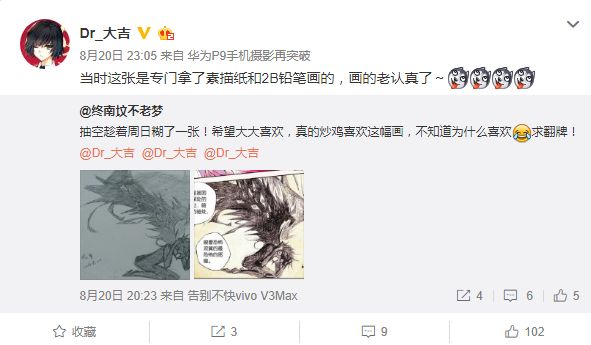 Dr_大吉
8月20日 23:05 来自 华为P9手机摄影再突破
当时这张是专门拿了素描纸和2B铅笔画的，画的老认真了～
@终南坟不老梦
抽空趁着周日糊了一张！希望大大喜欢，真的炒鸡喜欢这幅画，不知道为什么喜欢😂求翻牌！
@Dr_大吉 @Dr_大吉 @Dr_大吉
8月20日 20:23 来自 告别不快vivo V3Max
4
6
5
收藏
3
9
102